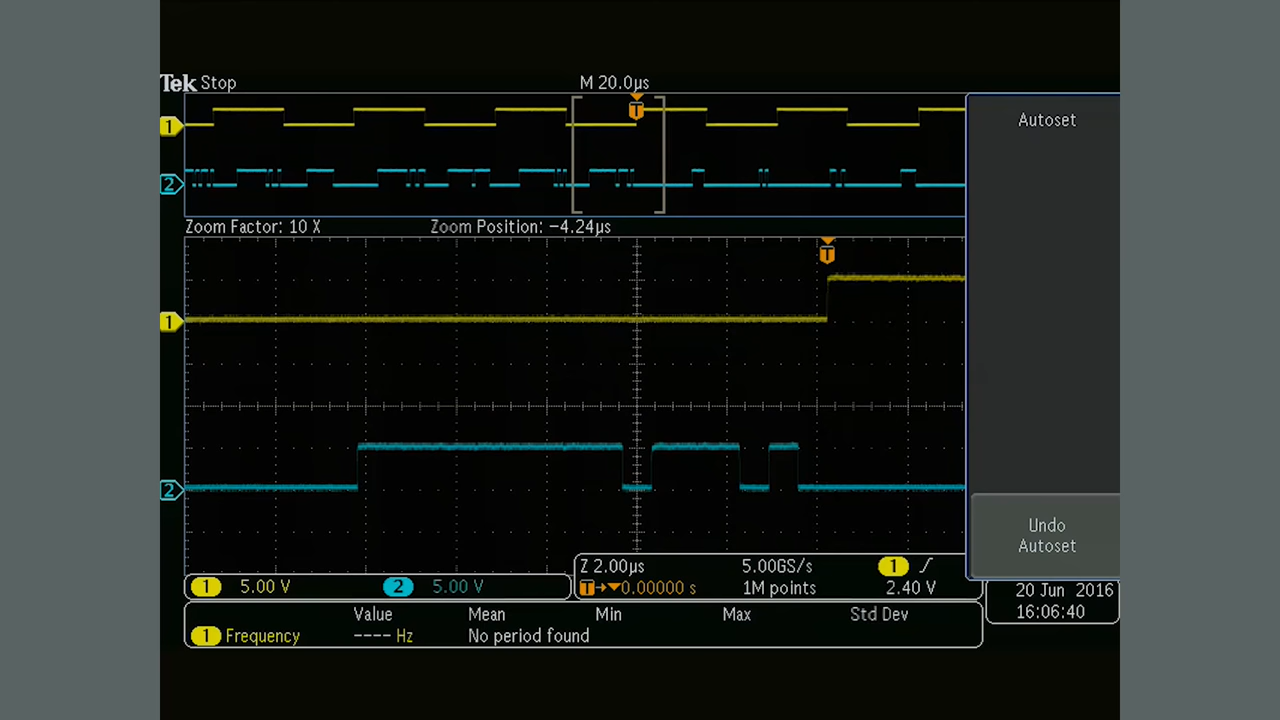 Tek Stop
M 20.0µs
T
1
2
Zoom Factor: 10 X
Zoom Position: −4.24µs
T
1
2
Autoset
Undo
Autoset
1 5.00 V
2 5.00 V
Z 2.00µs
T→▼0.00000 s
5.00GS/s
1M points
1 ∕
2.40 V
20 Jun 2016
16:06:40
Value Mean Min Max Std Dev
1 Frequency ---- Hz No period found